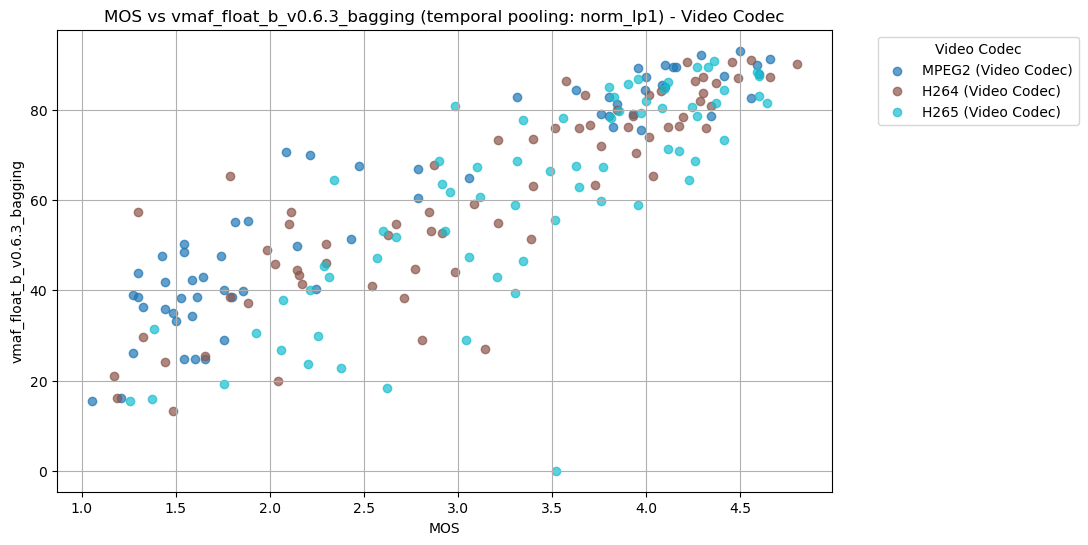 MOS vs vmaf_float_b_v0.6.3_bagging (temporal pooling: norm_lp1) - Video Codec
Video Codec
MPEG2 (Video Codec)
H264 (Video Codec)
H265 (Video Codec)
vmaf_float_b_v0.6.3_bagging
80
60
40
20
0
1.0 1.5 2.0 2.5 3.0 3.5 4.0 4.5
MOS